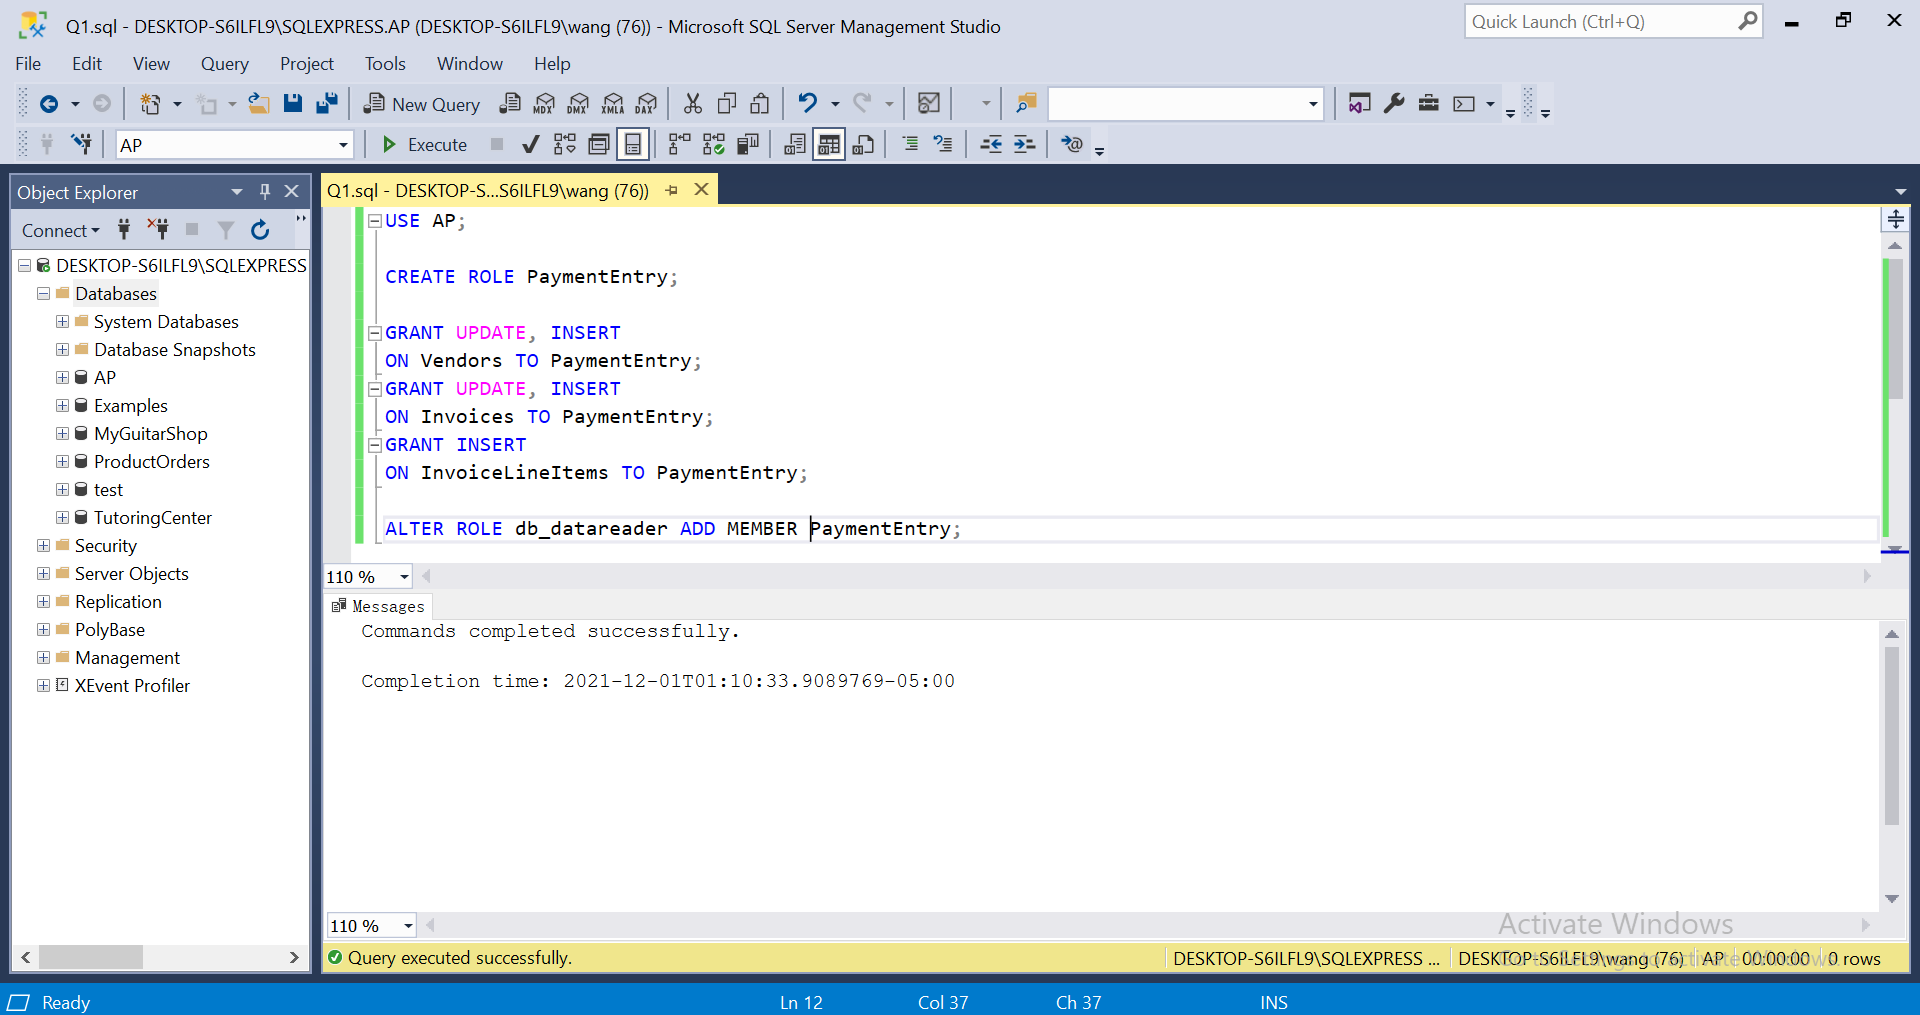 Q1.sql - DESKTOP-S6ILFL9\SQLEXPRESS.AP (DESKTOP-S6ILFL9\wang (76)) - Microsoft SQL Server Management Studio
Quick Launch (Ctrl+Q)
File Edit View Query Project Tools Window Help
New Query MDX DMX XMLA DAX
AP Execute
Object Explorer
Q1.sql - DESKTOP-S...S6ILFL9\wang (76))
Connect
DESKTOP-S6ILFL9\SQLEXPRESS
Databases
System Databases
Database Snapshots
AP
Examples
MyGuitarShop
ProductOrders
test
TutoringCenter
Security
Server Objects
Replication
PolyBase
Management
XEvent Profiler
USE AP;
CREATE ROLE PaymentEntry;
GRANT UPDATE, INSERT
ON Vendors TO PaymentEntry;
GRANT UPDATE, INSERT
ON Invoices TO PaymentEntry;
GRANT INSERT
ON InvoiceLineItems TO PaymentEntry;
ALTER ROLE db_datareader ADD MEMBER PaymentEntry;
110 %
Messages
Commands completed successfully.
Completion time: 2021-12-01T01:10:33.9089769-05:00
110 %
Activate Windows
Query executed successfully. DESKTOP-S6ILFL9\SQLEXPRESS ... DESKTOP-S6ILFL9\wang (76) AP 00:00:00 0 rows
Ready Ln 12 Col 37 Ch 37 INS